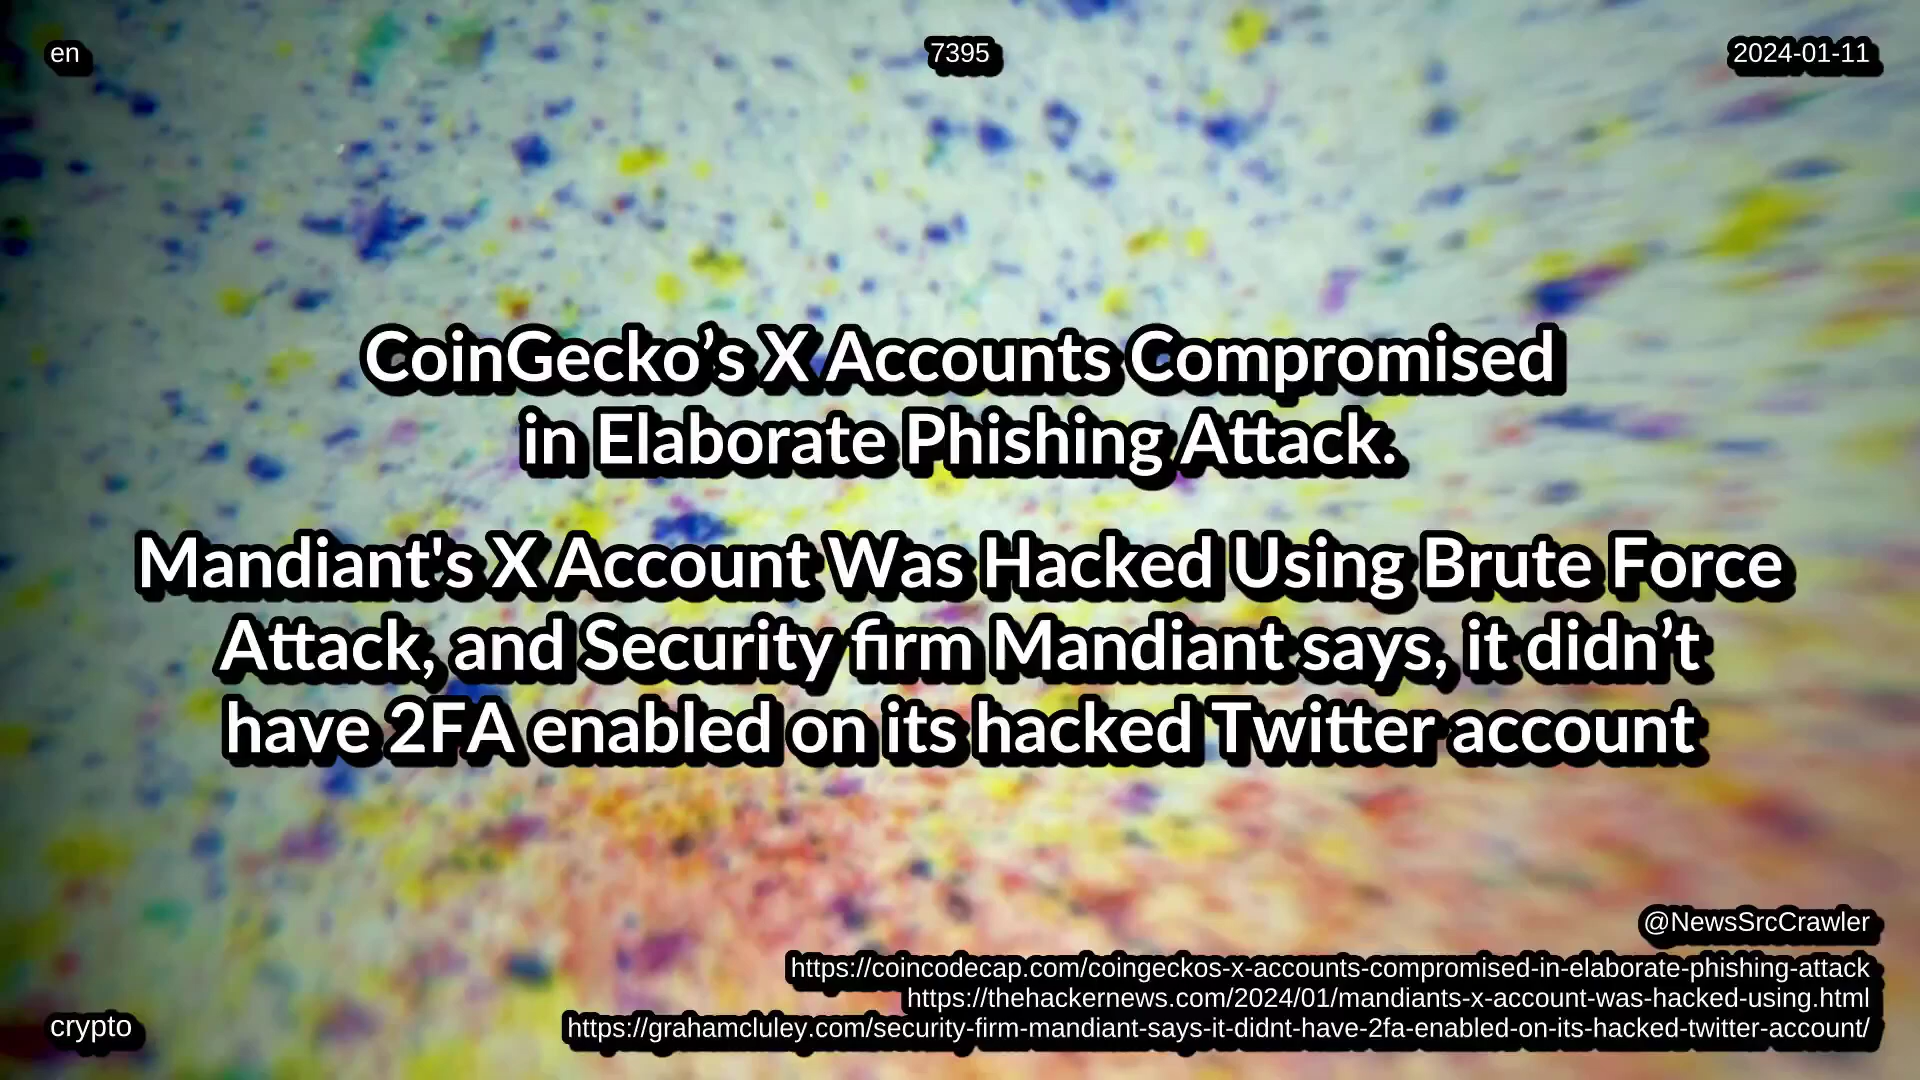 en
7395
2024-01-11
CoinGecko’s X Accounts Compromised
in Elaborate Phishing Attack.
Mandiant's X Account Was Hacked Using Brute Force
Attack, and Security firm Mandiant says, it didn’t
have 2FA enabled on its hacked Twitter account
@NewsSrcCrawler
https://coincodecap.com/coingeckos-x-accounts-compromised-in-elaborate-phishing-attack
https://thehackernews.com/2024/01/mandiants-x-account-was-hacked-using.html
https://grahamcluley.com/security-firm-mandiant-says-it-didnt-have-2fa-enabled-on-its-hacked-twitter-account/
crypto